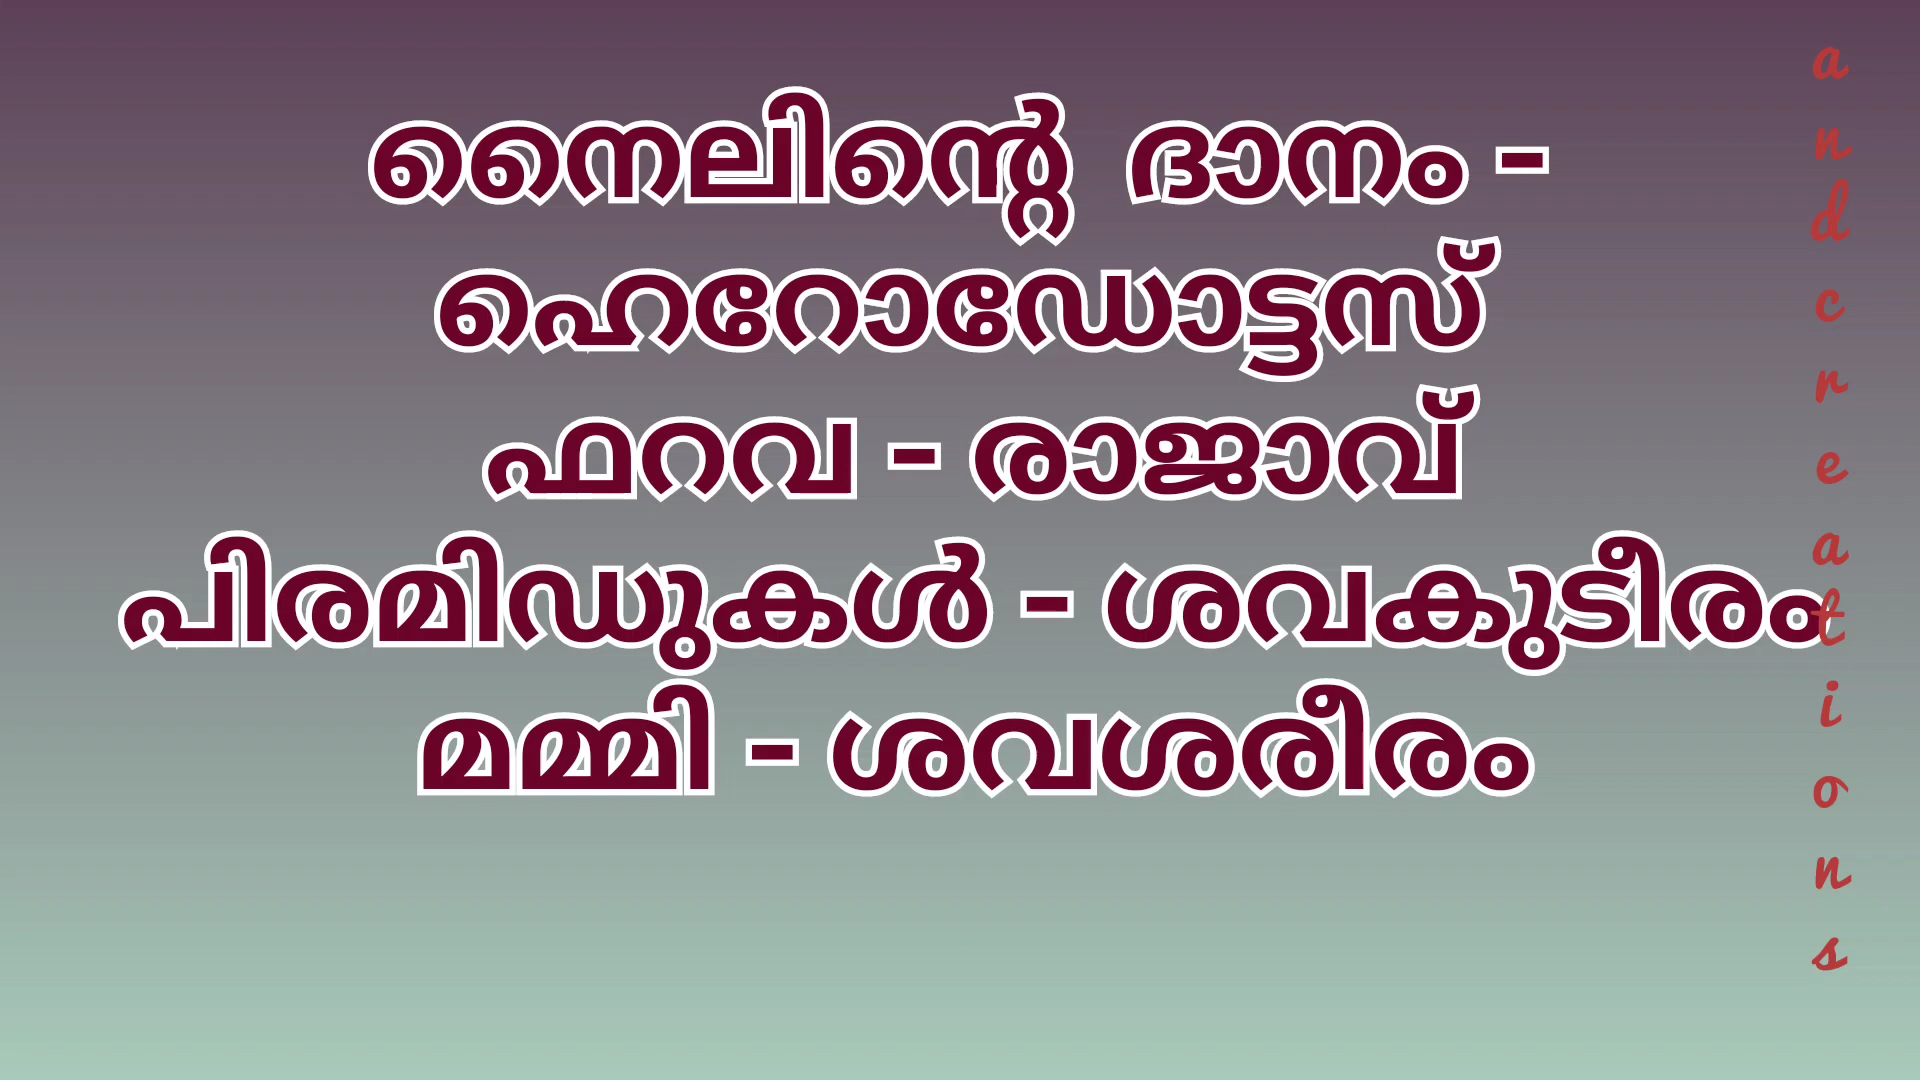 നൈലിന്റെ ദാനം -
ഹെറോഡോട്ടസ്
ഫറവ - രാജാവ്
പിരമിഡുകൾ - ശവകുടീരം
മമ്മി - ശവശരീരം
andcreations